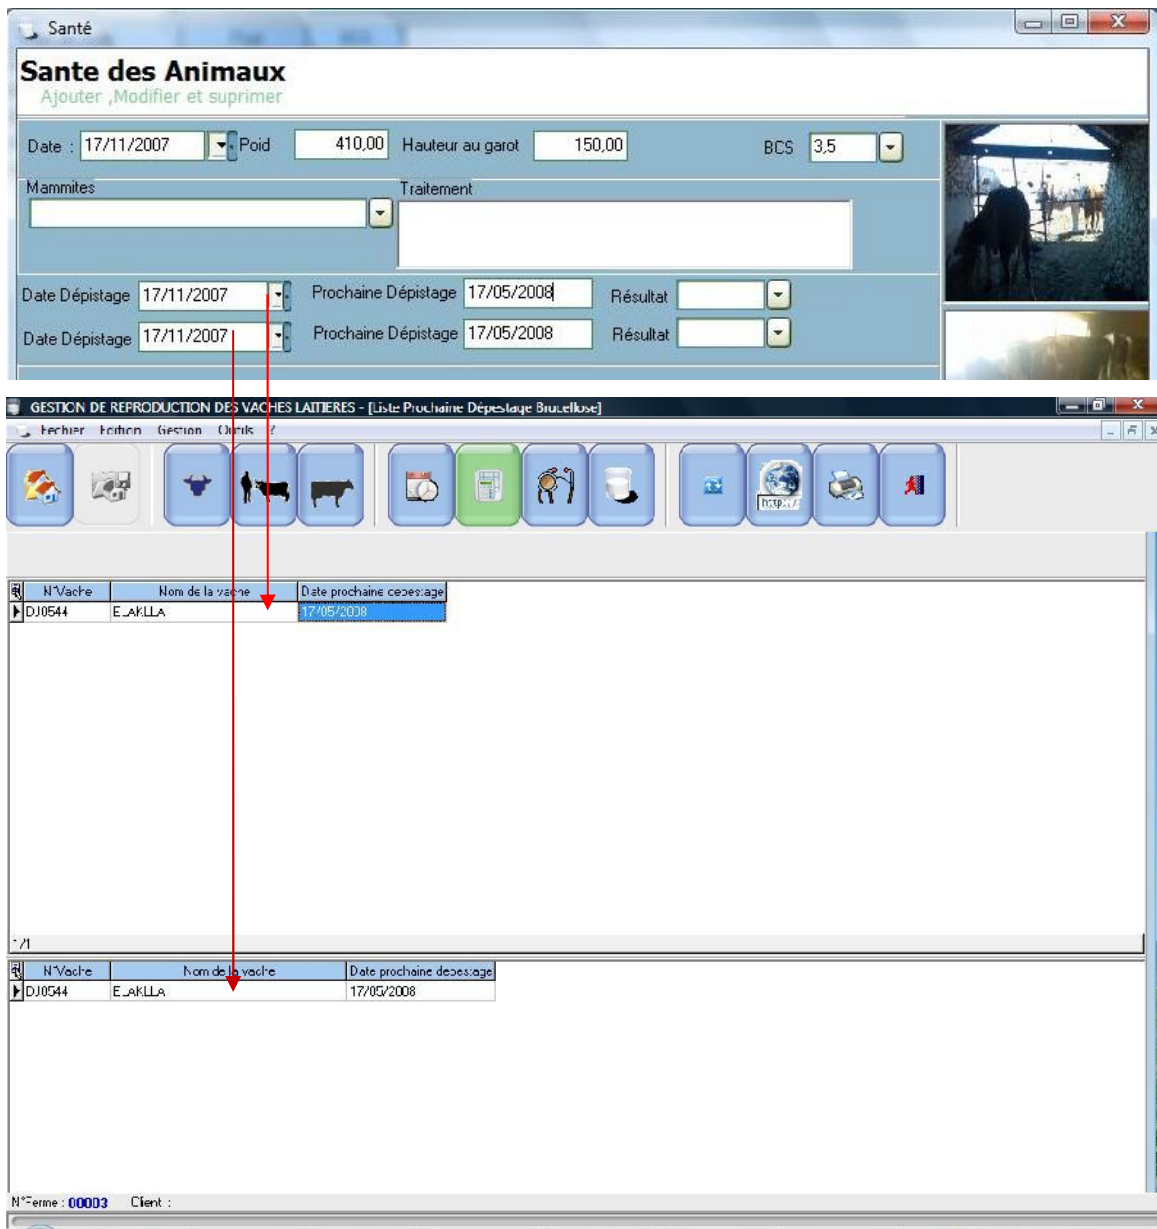 Santé
Sante des Animaux
Ajouter ,Modifier et suprimer
Date : 17/11/2007 Poid 410,00 Hauteur au garot 150,00 BCS 3,5
Mammites Traitement
Date Dépistage 17/11/2007 Prochaine Dépistage 17/05/2008 Résultat
Date Dépistage 17/11/2007 Prochaine Dépistage 17/05/2008 Résultat
GESTION DE REPRODUCTION DES VACHES LAITIERES - [Liste Prochaine Dépestage Brucellose]
Fechier Edition Gestion Outils ?
http://
N°Vache Nom de la vache Date prochaine depestage
DJ0544 17/05/2008
1/1
N°Vache Nom de la vache Date prochaine depestage
DJ0544 17/05/2008
N°Ferme : 00003 Client :